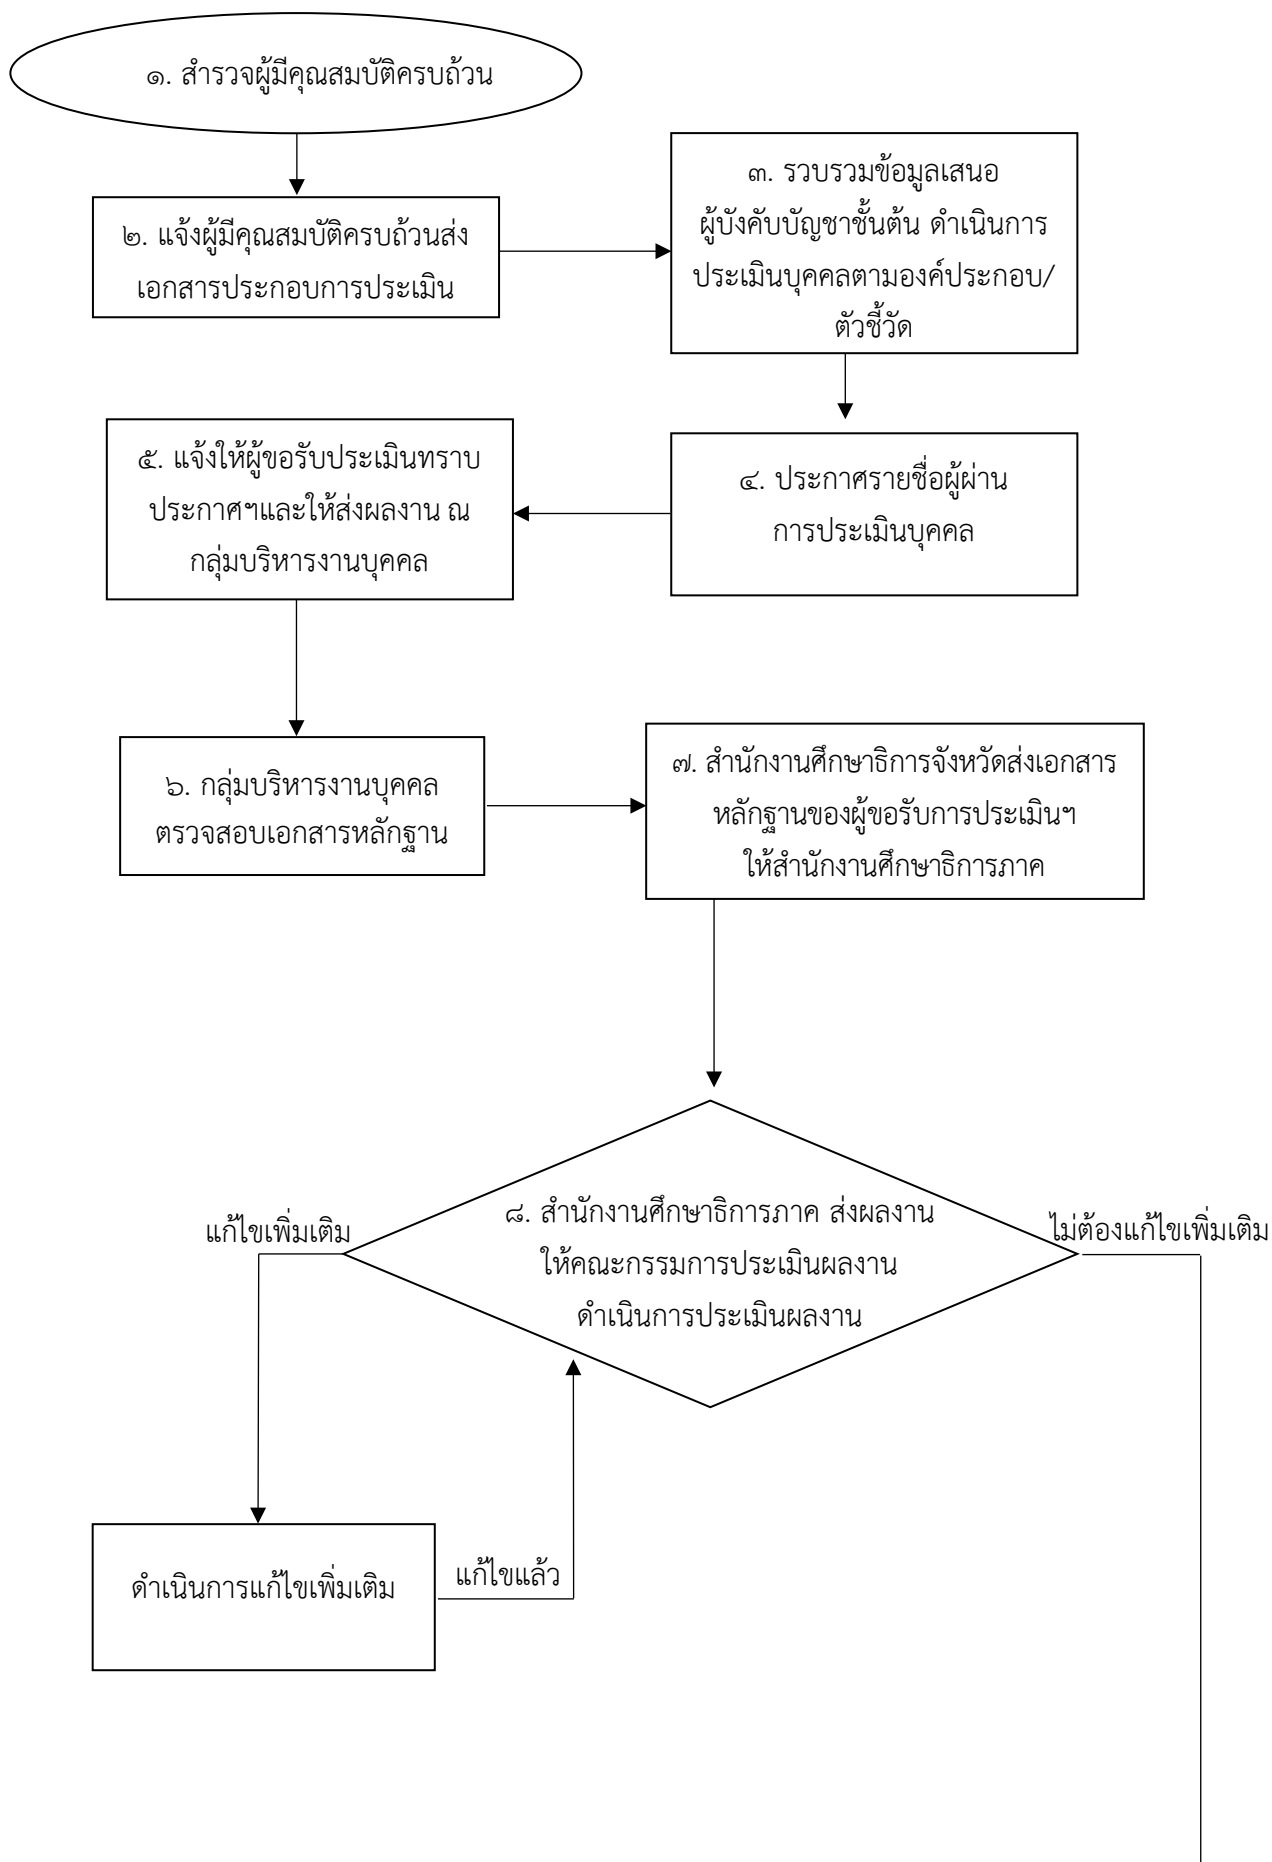 ๑. สำรวจผู้มีคุณสมบัติครบถ้วน
๒. แจ้งผู้มีคุณสมบัติครบถ้วนส่ง
เอกสารประกอบการประเมิน
๓. รวบรวมข้อมูลเสนอ
ผู้บังคับบัญชาชั้นต้น ดำเนินการ
ประเมินบุคคลตามองค์ประกอบ/
ตัวชี้วัด
๔. ประกาศรายชื่อผู้ผ่าน
การประเมินบุคคล
๕. แจ้งให้ผู้ขอรับประเมินทราบ
ประกาศฯและให้ส่งผลงาน ณ
กลุ่มบริหารงานบุคคล
๖. กลุ่มบริหารงานบุคคล
ตรวจสอบเอกสารหลักฐาน
๗. สำนักงานศึกษาธิการจังหวัดส่งเอกสาร
หลักฐานของผู้ขอรับการประเมินฯ
ให้สำนักงานศึกษาธิการภาค
๘. สำนักงานศึกษาธิการภาค ส่งผลงาน
ให้คณะกรรมการประเมินผลงาน
ดำเนินการประเมินผลงาน
แก้ไขเพิ่มเติม
ไม่ต้องแก้ไขเพิ่มเติม
ดำเนินการแก้ไขเพิ่มเติม
แก้ไขแล้ว